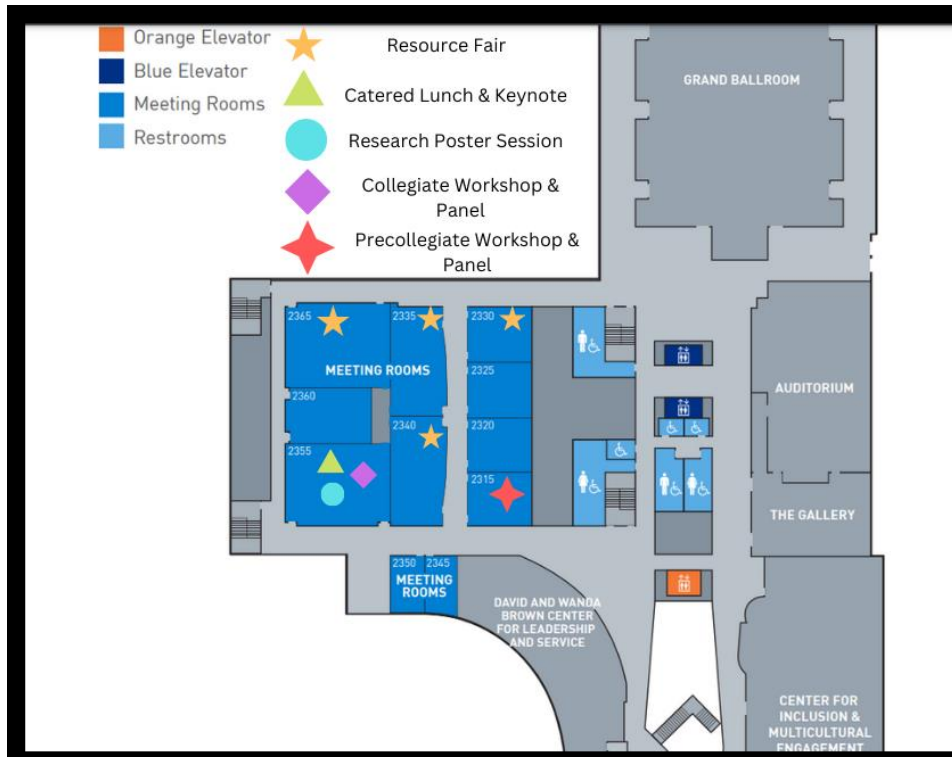 Orange Elevator
Blue Elevator
Meeting Rooms
Restrooms
Resource Fair
Catered Lunch & Keynote
Research Poster Session
Collegiate Workshop &
Panel
Precollegiate Workshop &
Panel
GRAND BALLROOM
2365
2335
2330
MEETING ROOMS
2325
AUDITORIUM
2360
2340
2320
2355
2315
THE GALLERY
2350
2345
MEETING
ROOMS
DAVID AND WANDA
BROWN CENTER
FOR LEADERSHIP
AND SERVICE
CENTER FOR
INCLUSION &
MULTICULTURAL
ENGAGEMENT